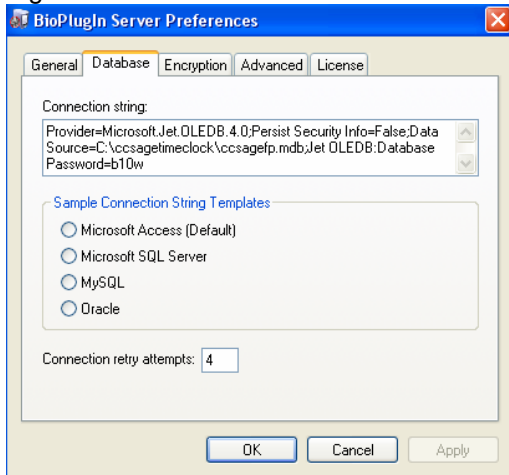 BioPlugIn Server Preferences
General Database Encryption Advanced License
Connection string:
Provider=Microsoft.Jet.OLEDB.4.0;Persist Security Info=False;Data
Source=C:\ccsagetimeclock\ccsagefp.mdb;Jet OLEDB:Database
Password=b10w
Sample Connection String Templates
Microsoft Access (Default)
Microsoft SQL Server
MySQL
Oracle
Connection retry attempts: 4
OK Cancel Apply